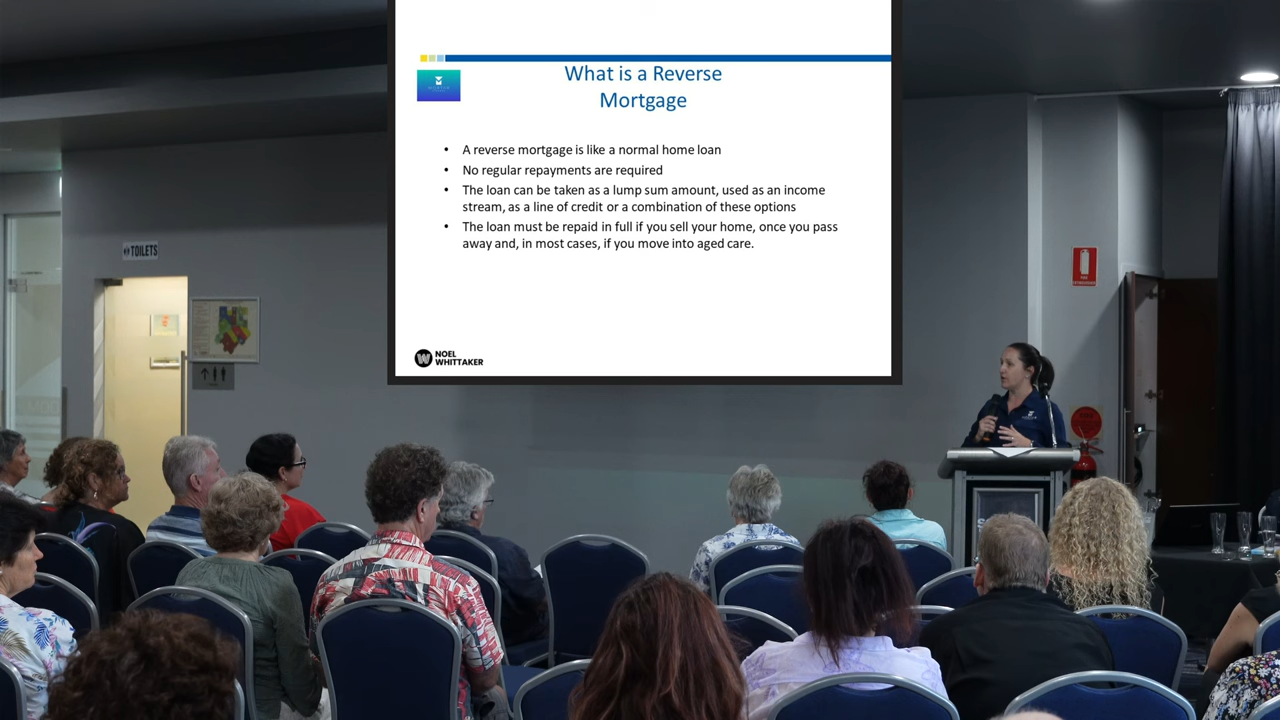 What is a Reverse
Mortgage
• A reverse mortgage is like a normal home loan
• No regular repayments are required
• The loan can be taken as a lump sum amount, used as an income
stream, as a line of credit or a combination of these options
• The loan must be repaid in full if you sell your home, once you pass
away and, in most cases, if you move into aged care.
W NOEL
WHITTAKER
TOILETS